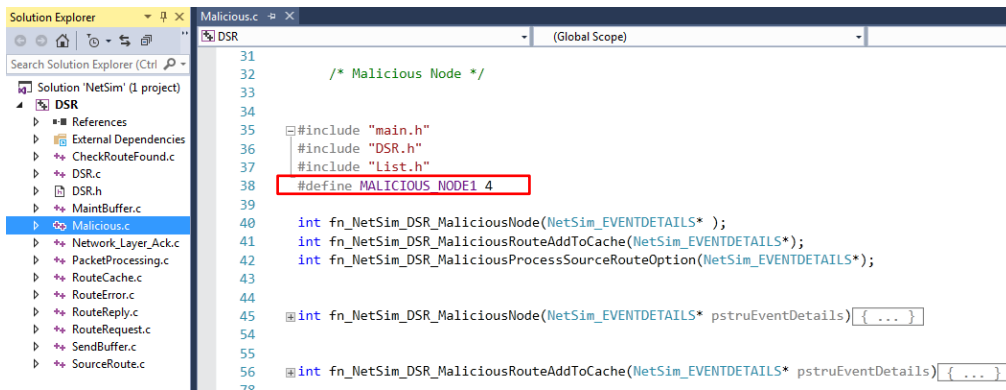 Solution Explorer
Search Solution Explorer (Ctrl
Solution 'NetSim' (1 project)
DSR
References
External Dependencies
CheckRouteFound.c
DSR.c
DSR.h
MaintBuffer.c
Malicious.c
Network_Layer_Ack.c
PacketProcessing.c
RouteCache.c
RouteError.c
RouteReply.c
RouteRequest.c
SendBuffer.c
SourceRoute.c
Malicious.c
DSR (Global Scope)
31
32 /* Malicious Node */
33
34
35 #include "main.h"
36 #include "DSR.h"
37 #include "List.h"
38 #define MALICIOUS_NODE1 4
39
40 int fn_NetSim_DSR_MaliciousNode(NetSim_EVENTDETAILS* );
41 int fn_NetSim_DSR_MaliciousRouteAddToCache(NetSim_EVENTDETAILS*);
42 int fn_NetSim_DSR_MaliciousProcessSourceRouteOption(NetSim_EVENTDETAILS*);
43
44
45 int fn_NetSim_DSR_MaliciousNode(NetSim_EVENTDETAILS* pstruEventDetails){ ... }
54
55
56 int fn_NetSim_DSR_MaliciousRouteAddToCache(NetSim_EVENTDETAILS* pstruEventDetails){ ... }
78